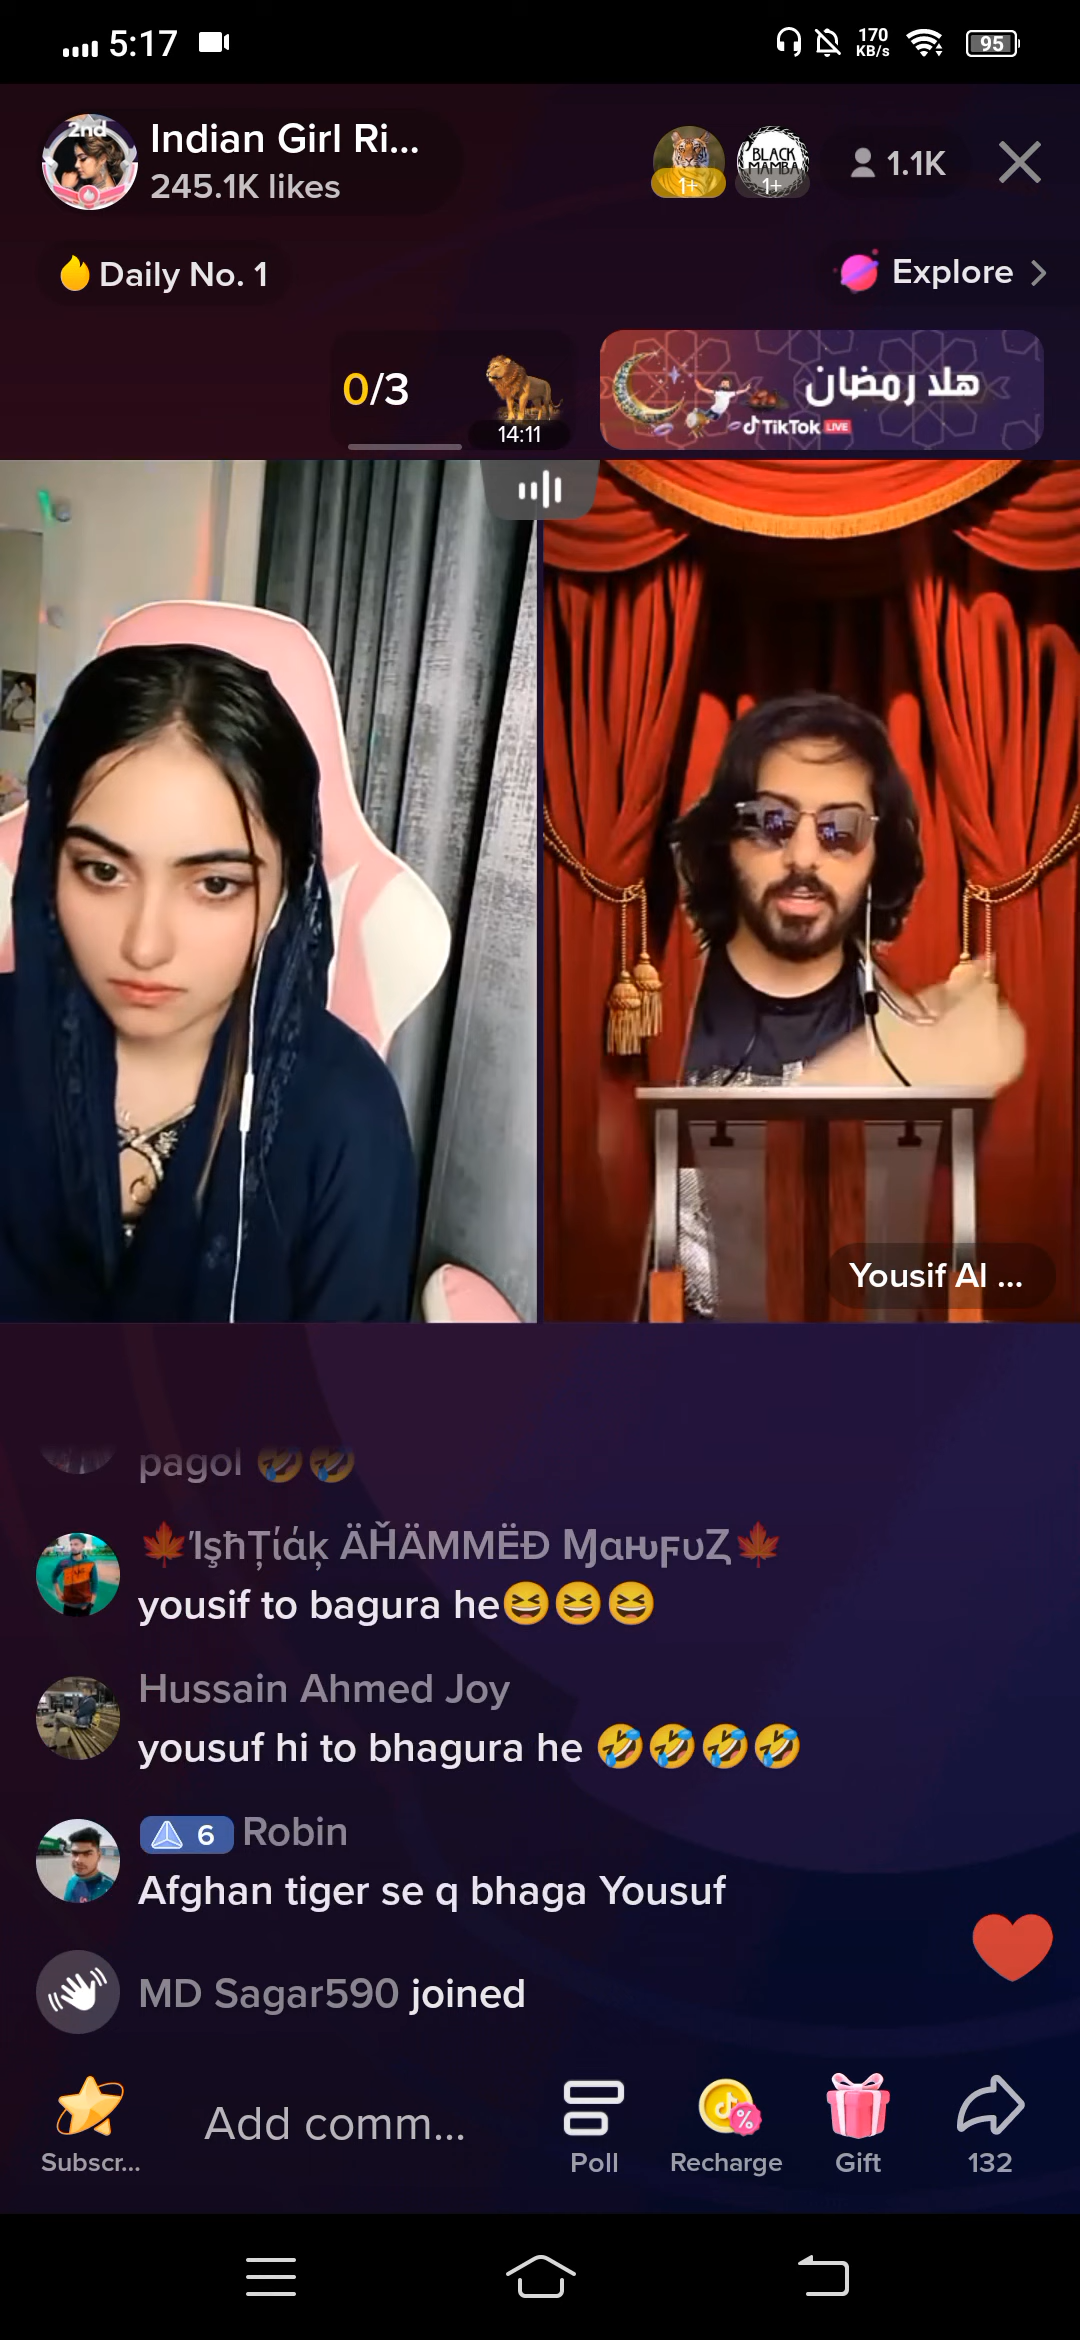 5:17
170
KB/s
95
2nd
Indian Girl Ri...
245.1K likes
1+
BLACK
MAMBA
1+
1.1K
Daily No. 1
Explore
0/3
14:11
هلا رمضان
TikTok LIVE
Yousif Al ...
pagol 🤣🤣
🍁ἸşħȚίάķ ÄȞÄMMËĐ ӍαԋϝυȤ🍁
yousif to bagura he😆😆😆
Hussain Ahmed Joy
yousuf hi to bhagura he 🤣🤣🤣🤣
6 Robin
Afghan tiger se q bhaga Yousuf
MD Sagar590 joined
Subscr...
Add comm...
Poll
Recharge
Gift
132